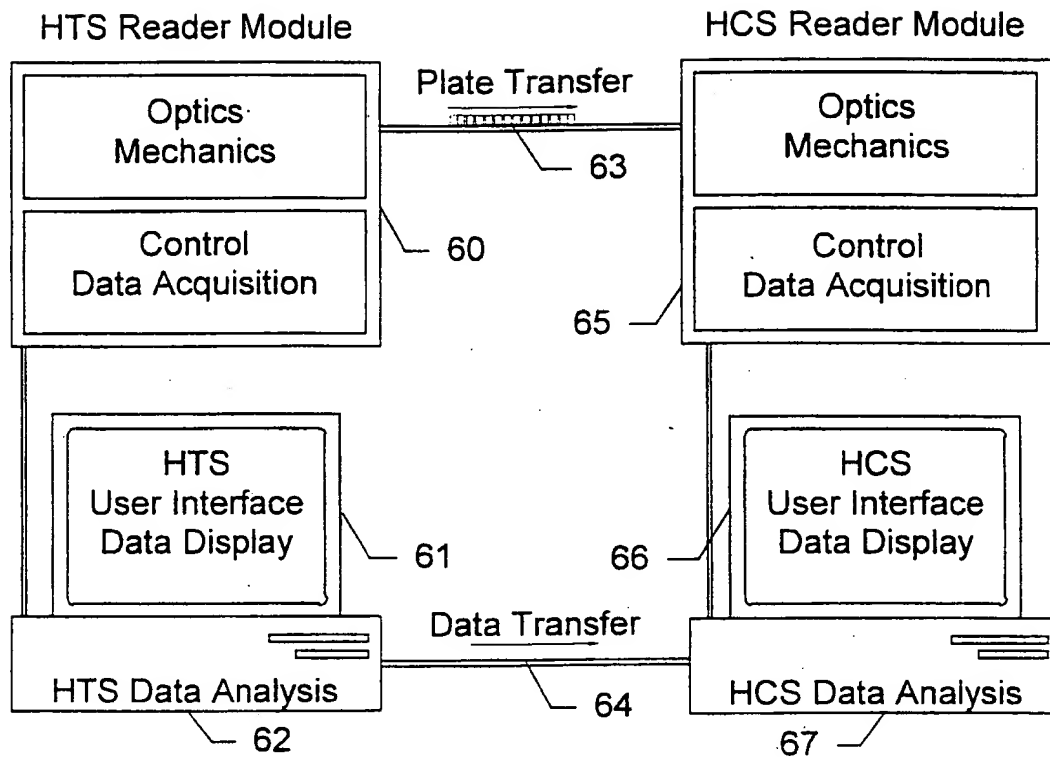 HTS Reader Module
HCS Reader Module
Optics
Mechanics
Plate Transfer
63
Optics
Mechanics
Control
Data Acquisition
60
65
Control
Data Acquisition
HTS
User Interface
Data Display
61
66
HCS
User Interface
Data Display
Data Transfer
64
HTS Data Analysis
62
HCS Data Analysis
67